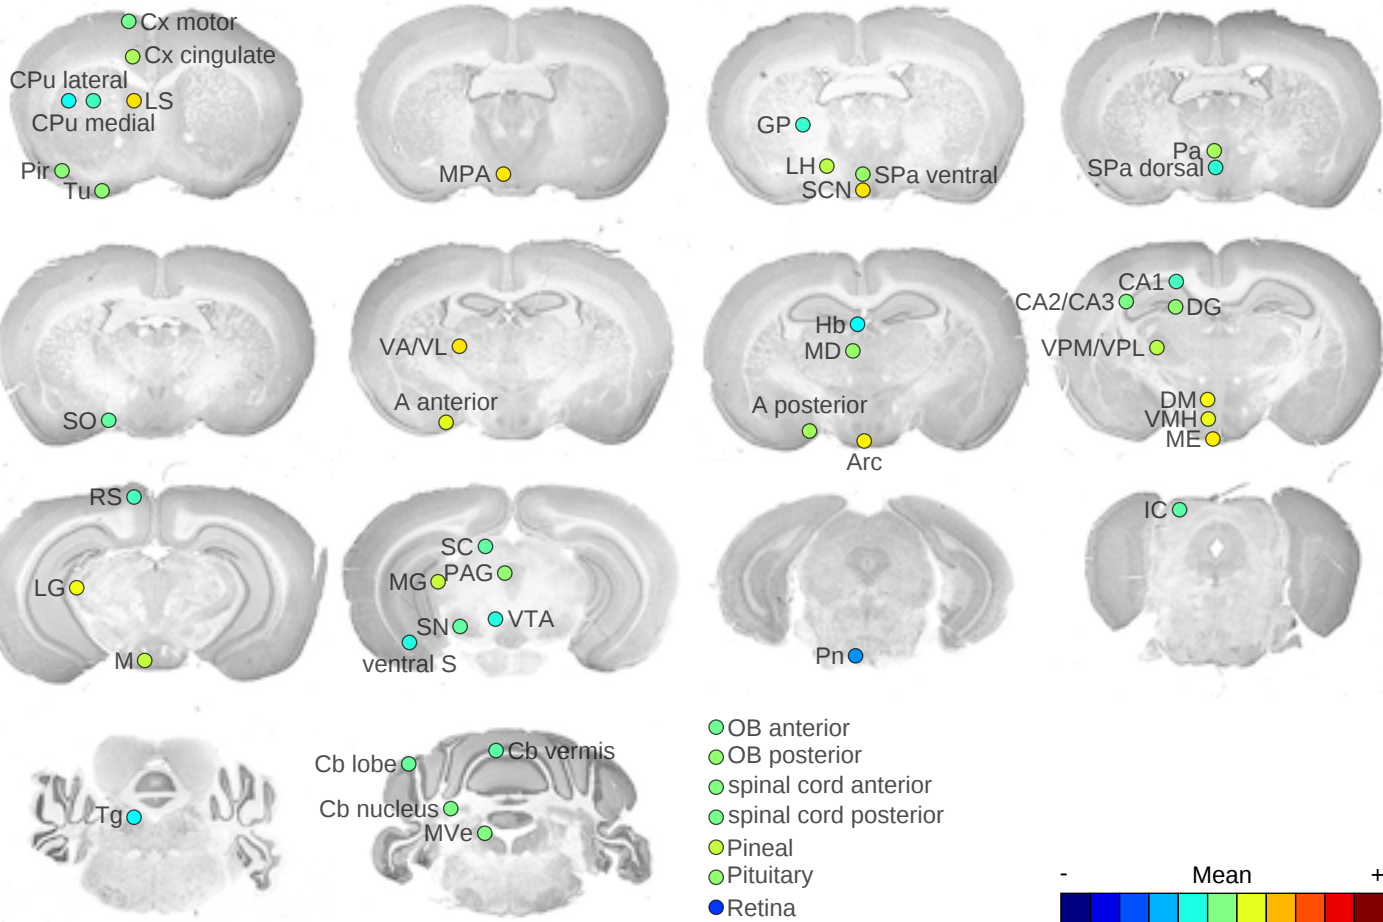 Cx motor
Cx cingulate
CPu lateral
LS
CPu medial
Pir
Tu
MPA
GP
LH
SPa ventral
SCN
Pa
SPa dorsal
SO
VA/VL
A anterior
Hb
MD
A posterior
Arc
CA1
CA2/CA3
DG
VPM/VPL
DM
VMH
ME
RS
LG
M
SC
MG
PAG
SN
VTA
ventral S
Pn
IC
Tg
Cb lobe
Cb vermis
Cb nucleus
MVe
OB anterior
OB posterior
spinal cord anterior
spinal cord posterior
Pineal
Pituitary
Retina
- Mean +